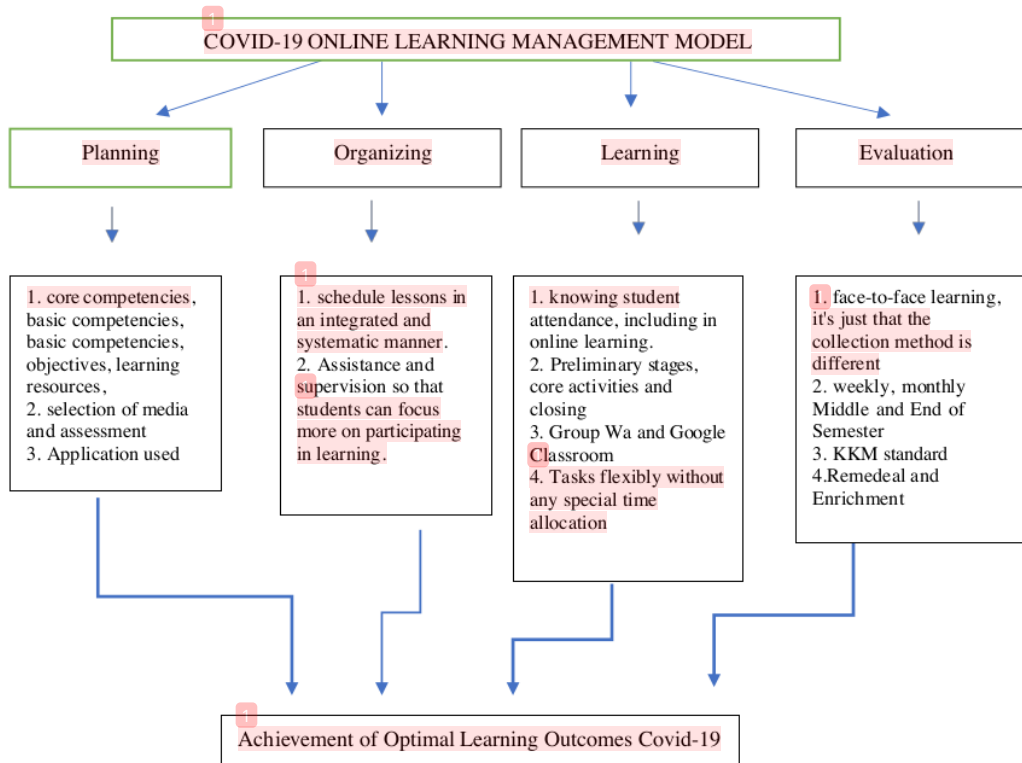 1
COVID-19 ONLINE LEARNING MANAGEMENT MODEL
Planning
Organizing
Learning
Evaluation
1. core competencies,
basic competencies,
basic competencies,
objectives, learning
resources,
2. selection of media
and assessment
3. Application used
1
1. schedule lessons in
an integrated and
systematic manner.
2. Assistance and
supervision so that
students can focus
more on participating
in learning.
1. knowing student
attendance, including in
online learning.
2. Preliminary stages,
core activities and
closing
3. Group Wa and Google
Classroom
4. Tasks flexibly without
any special time
allocation
1. face-to-face learning,
it's just that the
collection method is
different
2. weekly, monthly
Middle and End of
Semester
3. KKM standard
4.Remedeal and
Enrichment
1
Achievement of Optimal Learning Outcomes Covid-19